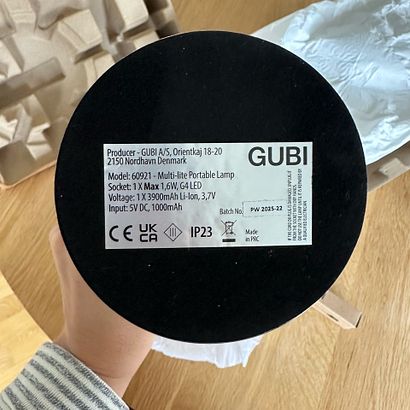 Producer - GUBI A/S, Orientkaj 18-20
2150 Nordhavn Denmark
GUBI
Model: 60921 - Multi-lite Portable Lamp
Socket: 1 X Max 1,6W, G4 LED
Voltage: 1 X 3900mAh Li-Ion, 3,7V
Input: 5V DC, 1000mAh
Batch No.
PW 2025-22
CE
UK
CA
III
IP23
Made in
PRC